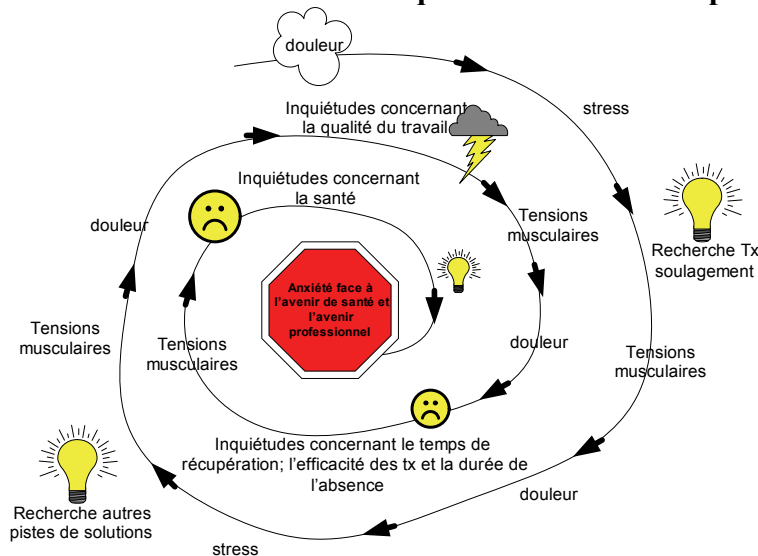 douleur
stress
Inquiétudes concernant
la qualité du travail
Inquiétudes concernant
la santé
douleur
Tensions
musculaires
Recherche Tx
soulagement
Anxiété face à
l'avenir de santé et
l'avenir
professionnel
Tensions
musculaires
Tensions
musculaires
douleur
Tensions
musculaires
Inquiétudes concernant le temps de
récupération; l'efficacité des tx et la durée de
l'absence
douleur
Recherche autres
pistes de solutions
stress